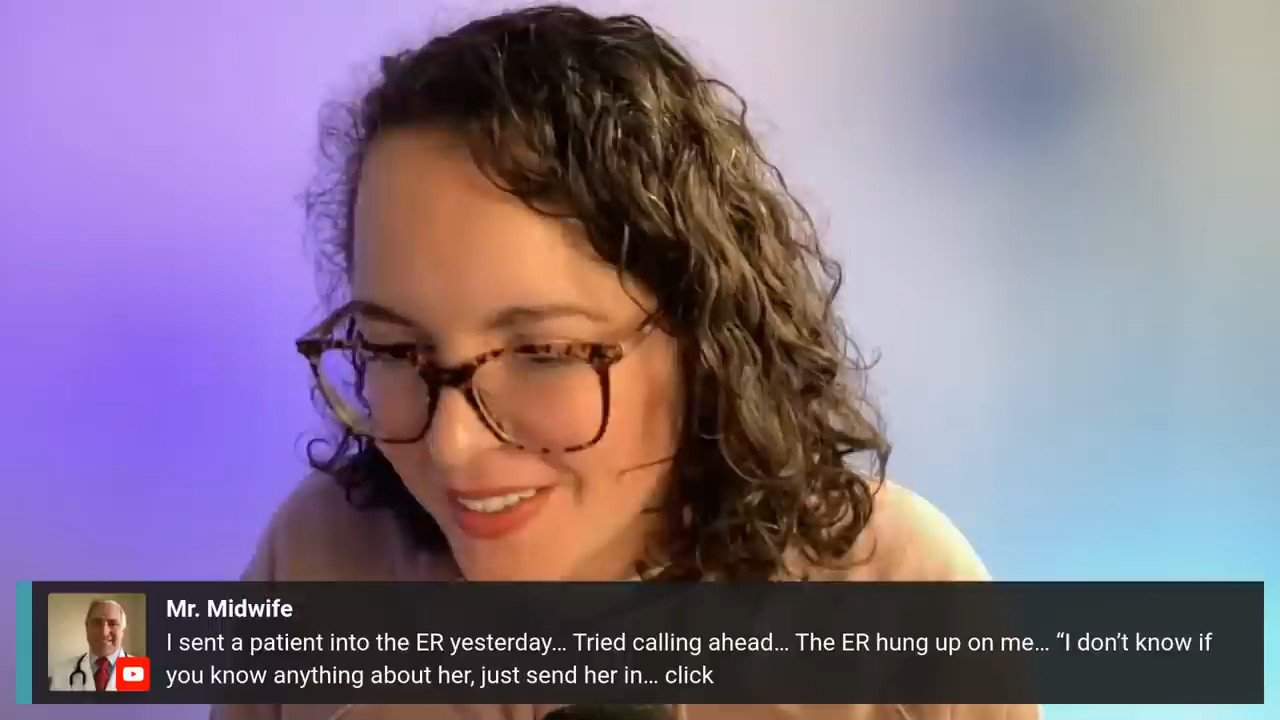 Mr. Midwife
I sent a patient into the ER yesterday... Tried calling ahead... The ER hung up on me... “I don’t know if
you know anything about her, just send her in... click